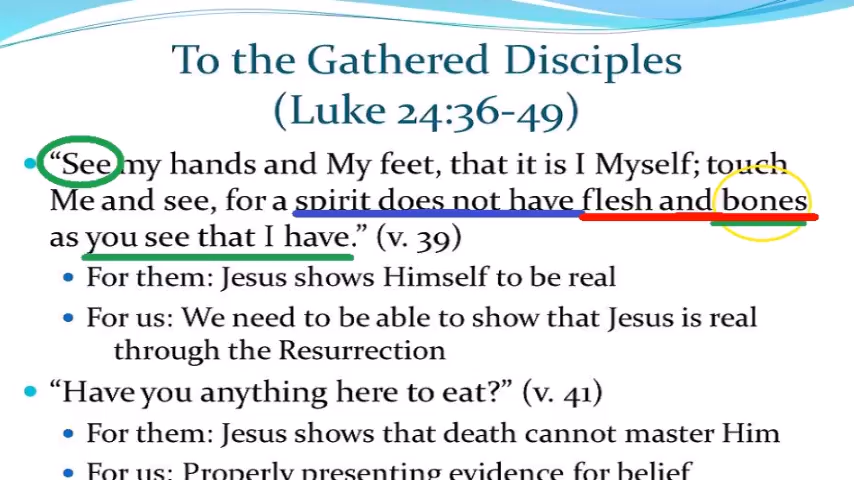 To the Gathered Disciples
(Luke 24:36-49)
• “See my hands and My feet, that it is I Myself; touch
Me and see, for a spirit does not have flesh and bones
as you see that I have.” (v. 39)
• For them: Jesus shows Himself to be real
• For us: We need to be able to show that Jesus is real
through the Resurrection
• “Have you anything here to eat?” (v. 41)
• For them: Jesus shows that death cannot master Him
• For us: Properly presenting evidence for belief